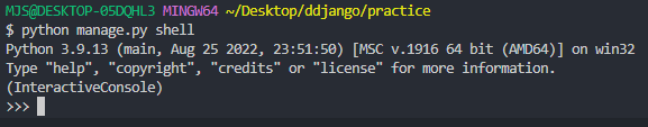 MJS@DESKTOP-05DQHL3 MINGW64 ~/Desktop/ddjango/practice
$ python manage.py shell
Python 3.9.13 (main, Aug 25 2022, 23:51:50) [MSC v.1916 64 bit (AMD64)] on win32
Type "help", "copyright", "credits" or "license" for more information.
(InteractiveConsole)
>>>